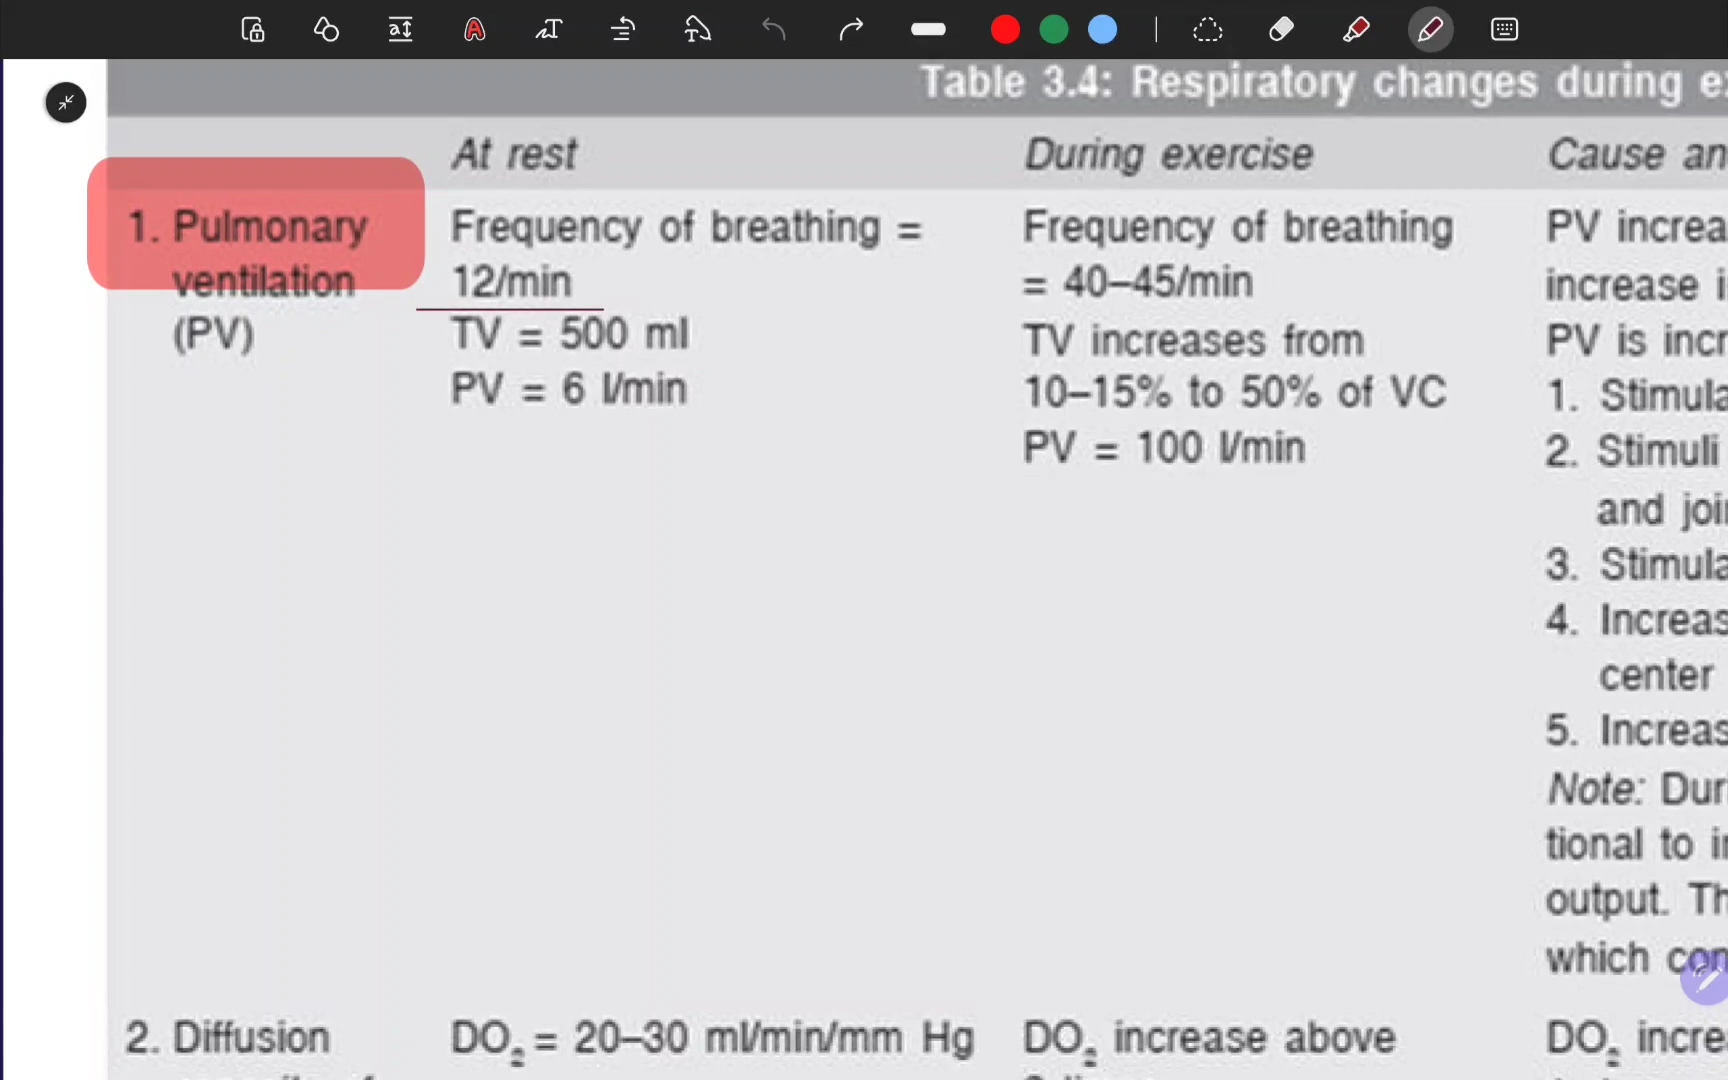 Table 3.4: Respiratory changes during
At rest During exercise Cause
1. Pulmonary ventilation (PV)
Frequency of breathing =
12/min
TV = 500 ml
PV = 6 l/min
Frequency of breathing
= 40–45/min
TV increases from
10–15% to 50% of VC
PV = 100 l/min
PV increa
increase i
PV is incr
1. Stimula
2. Stimuli
and joi
3. Stimula
4. Increas
center
5. Increas
Note: Dur
tional to i
output. Th
which con
2. Diffusion
DO₂ = 20–30 ml/min/mm Hg
DO₂ increase above
DO₂ incre